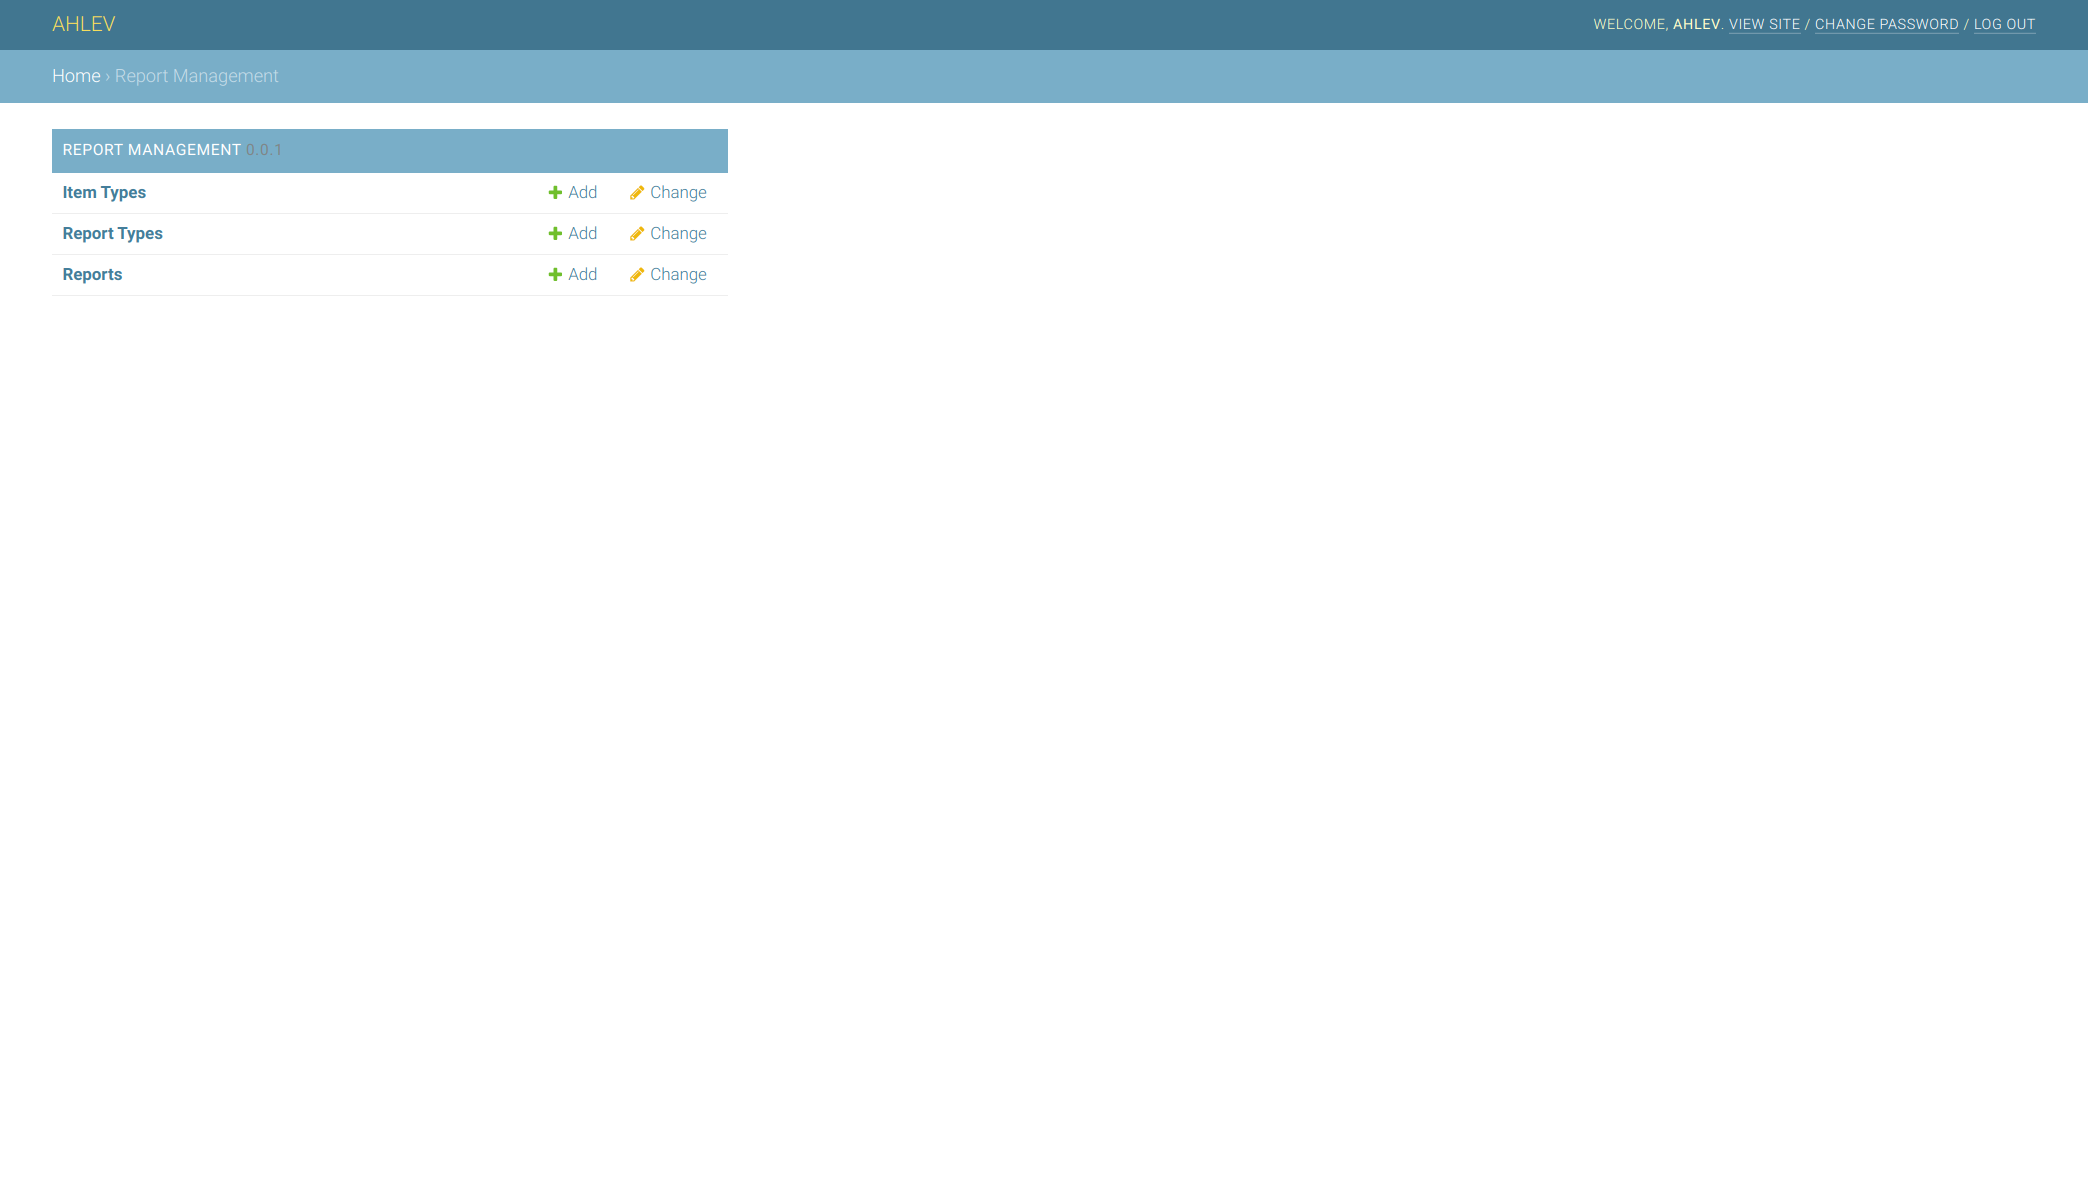 AHLEV
WELCOME, AHLEV. VIEW SITE / CHANGE PASSWORD / LOG OUT
Home › Report Management
REPORT MANAGEMENT 0.0.1
Item Types Add Change
Report Types Add Change
Reports Add Change